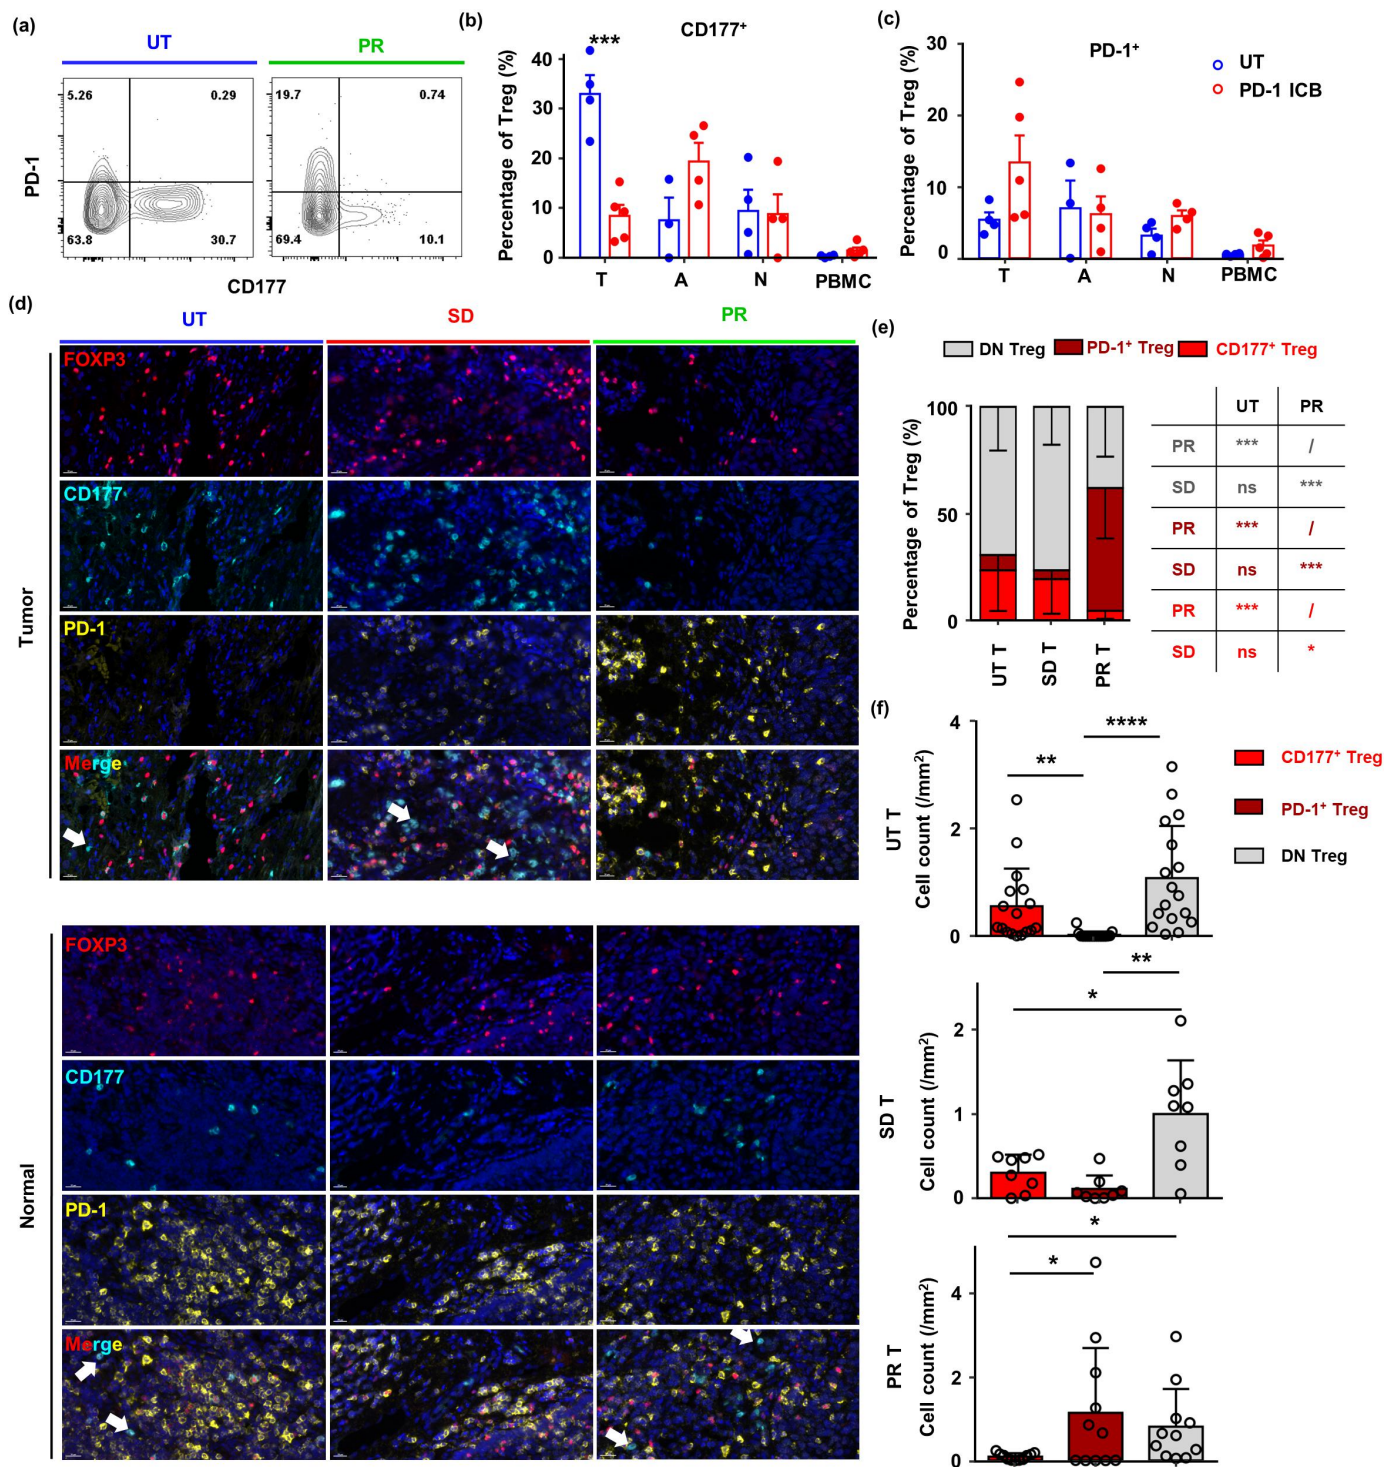 (a)
UT
PR
5.26
0.29
63.8
30.7
19.7
0.74
69.4
10.1
PD-1
CD177
(b)
CD177+
Percentage of Treg (%)
40
30
20
10
0
***
T
A
N
PBMC
(c)
PD-1+
Percentage of Treg (%)
30
20
10
0
UT
PD-1 ICB
T
A
N
PBMC
(d)
UT
SD
PR
Tumor
FOXP3
CD177
PD-1
Merge
Normal
FOXP3
CD177
PD-1
Merge
(e)
DN Treg
PD-1+ Treg
CD177+ Treg
Percentage of Treg (%)
100
50
0
UT T
SD T
PR T
UT PR
PR *** /
SD ns ***
PR *** /
SD ns ***
PR *** /
SD ns *
(f)
UT T
Cell count (/mm2)
4
2
0
**
****
CD177+ Treg
PD-1+ Treg
DN Treg
SD T
Cell count (/mm2)
2
1
0
**
*
PR T
Cell count (/mm2)
4
2
0
*
*